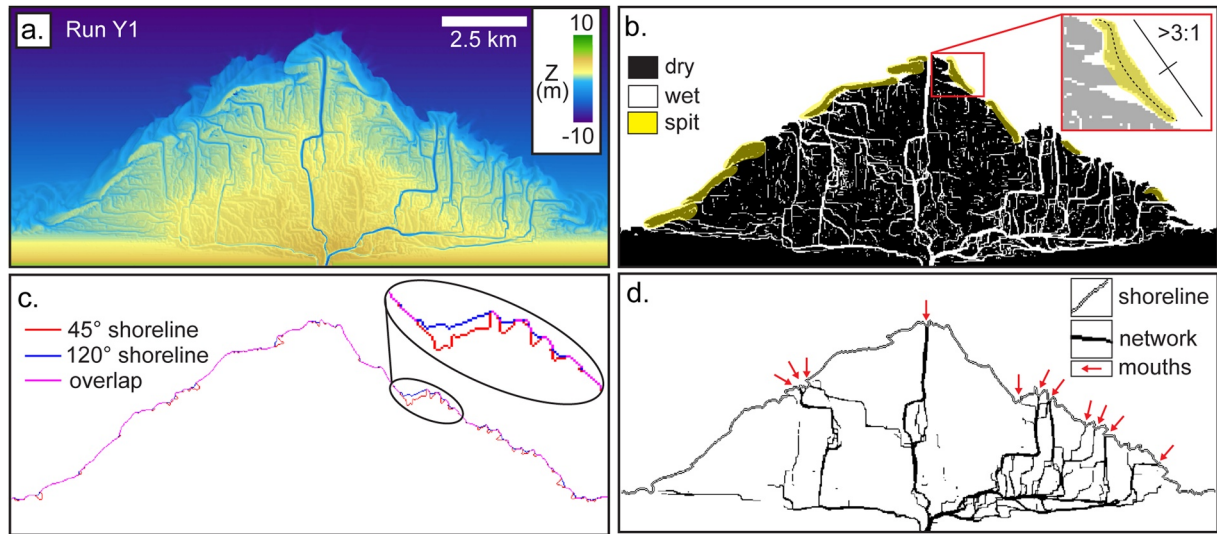 a. Run Y1
2.5 km
10
Z
(m)
-10
b.
dry
wet
spit
>3:1
c.
45° shoreline
120° shoreline
overlap
d.
shoreline
network
mouths